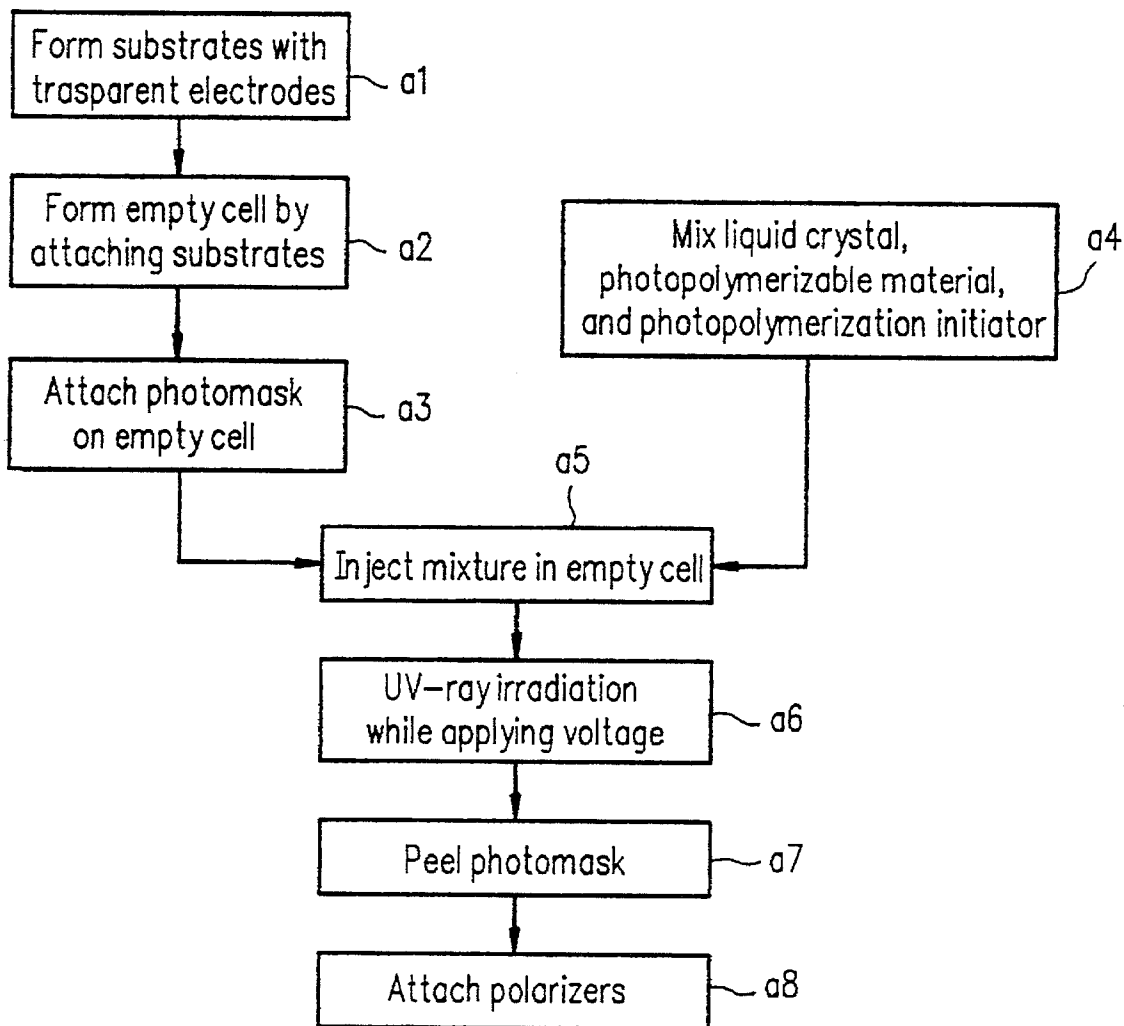 Form substrates with
trasparent electrodes
a1
Form empty cell by
attaching substrates
a2
Attach photomask
on empty cell
a3
Mix liquid crystal,
photopolymerizable material,
and photopolymerization initiator
a4
a5
Inject mixture in empty cell
UV-ray irradiation
while applying voltage
a6
Peel photomask
a7
Attach polarizers
a8